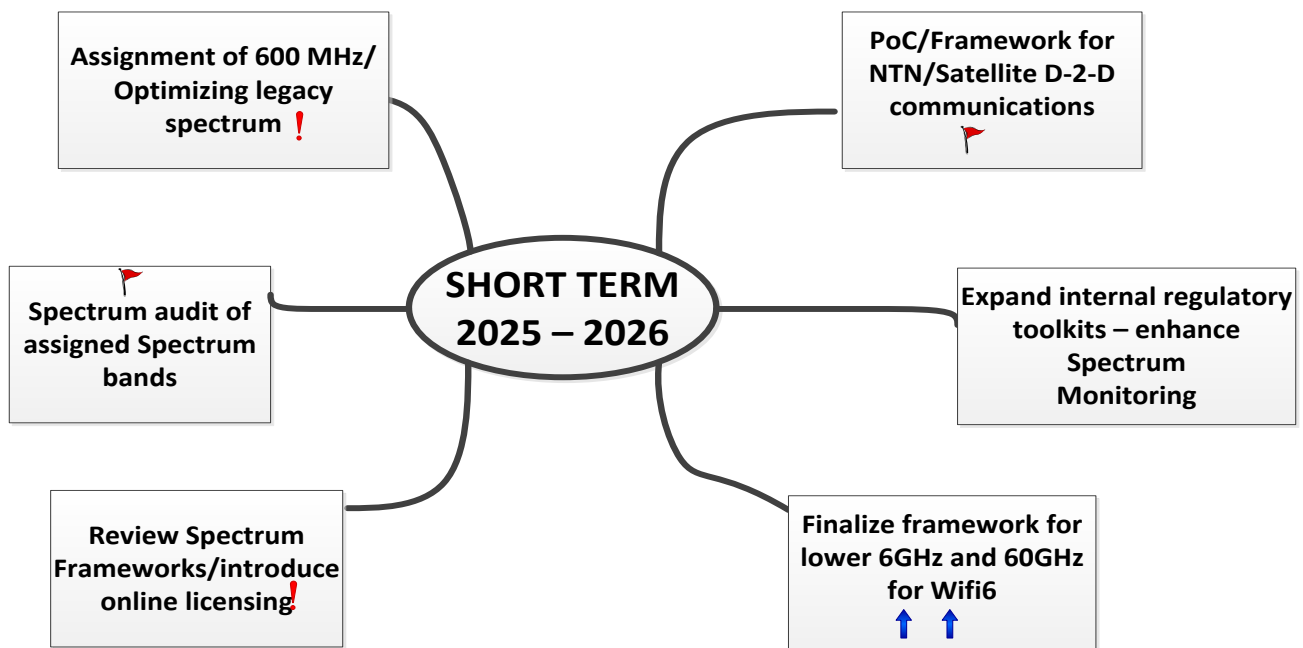 Assignment of 600 MHz/
Optimizing legacy
spectrum
PoC/Framework for
NTN/Satellite D-2-D
communications
SHORT TERM
2025 – 2026
Spectrum audit of
assigned Spectrum
bands
Expand internal regulatory
toolkits – enhance
Spectrum
Monitoring
Review Spectrum
Frameworks/introduce
online licensing
Finalize framework for
lower 6GHz and 60GHz
for Wifi6